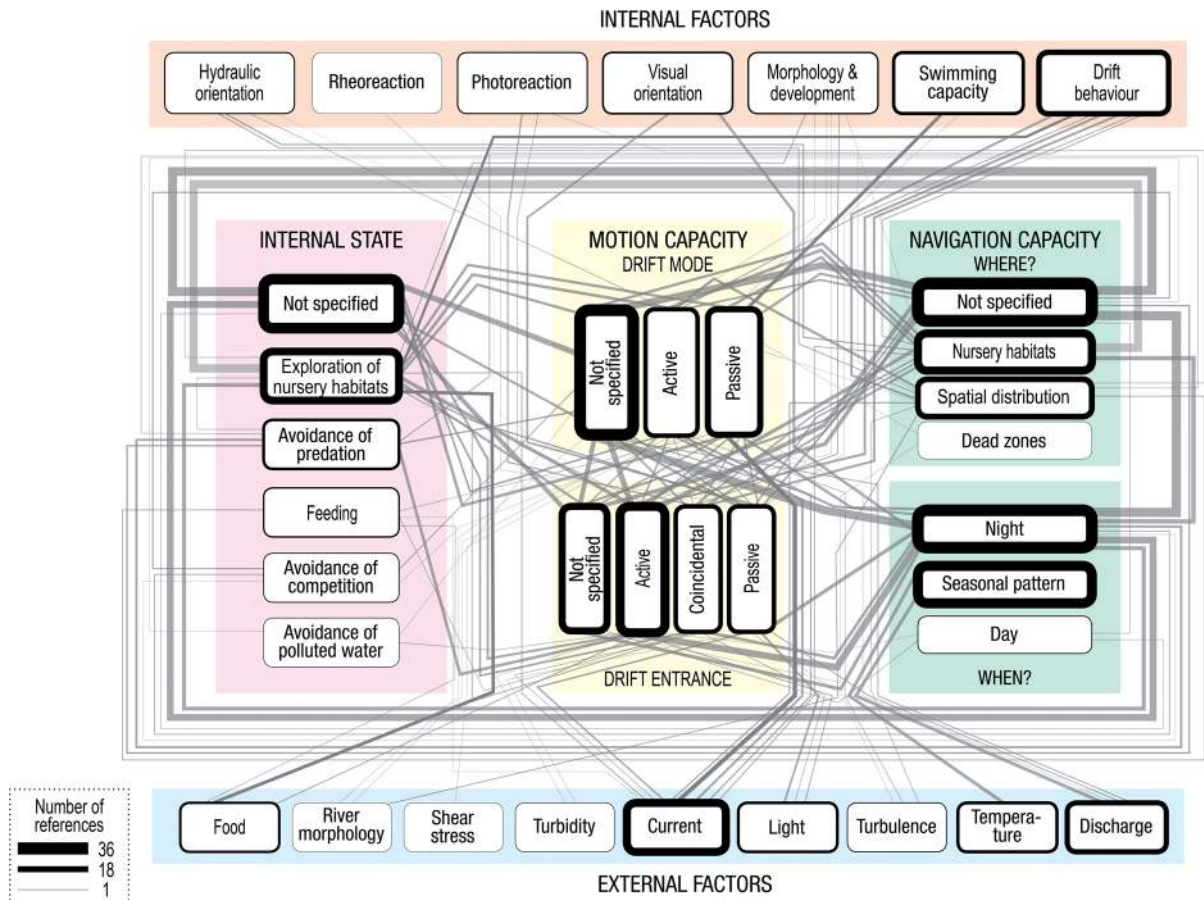 INTERNAL FACTORS
Hydraulic
orientation
Rheoreaction
Photoreaction
Visual
orientation
Morphology &
development
Swimming
capacity
Drift
behaviour
INTERNAL STATE
Not specified
Exploration of
nursery habitats
Avoidance of
predation
Feeding
Avoidance of
competition
Avoidance of
polluted water
MOTION CAPACITY
DRIFT MODE
Not
specified
Active
Passive
Not
specified
Active
Coincidental
Passive
DRIFT ENTRANCE
NAVIGATION CAPACITY
WHERE?
Not specified
Nursery habitats
Spatial distribution
Dead zones
Night
Seasonal pattern
Day
WHEN?
Number of
references
36
18
1
Food
River
morphology
Shear
stress
Turbidity
Current
Light
Turbulence
Tempera-
ture
Discharge
EXTERNAL FACTORS